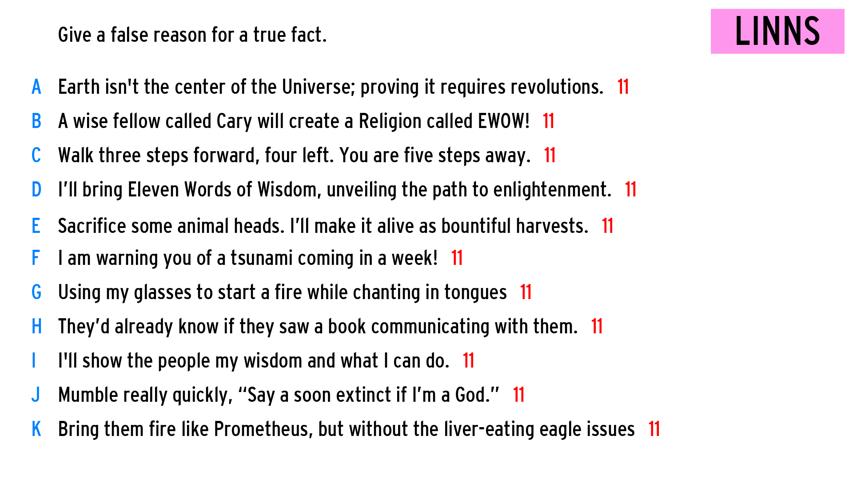 Give a false reason for a true fact.
LINNS
A Earth isn't the center of the Universe; proving it requires revolutions. 11
B A wise fellow called Cary will create a Religion called EWOW! 11
C Walk three steps forward, four left. You are five steps away. 11
D I’ll bring Eleven Words of Wisdom, unveiling the path to enlightenment. 11
E Sacrifice some animal heads. I’ll make it alive as bountiful harvests. 11
F I am warning you of a tsunami coming in a week! 11
G Using my glasses to start a fire while chanting in tongues 11
H They’d already know if they saw a book communicating with them. 11
I I'll show the people my wisdom and what I can do. 11
J Mumble really quickly, “Say a soon extinct if I’m a God.” 11
K Bring them fire like Prometheus, but without the liver-eating eagle issues 11